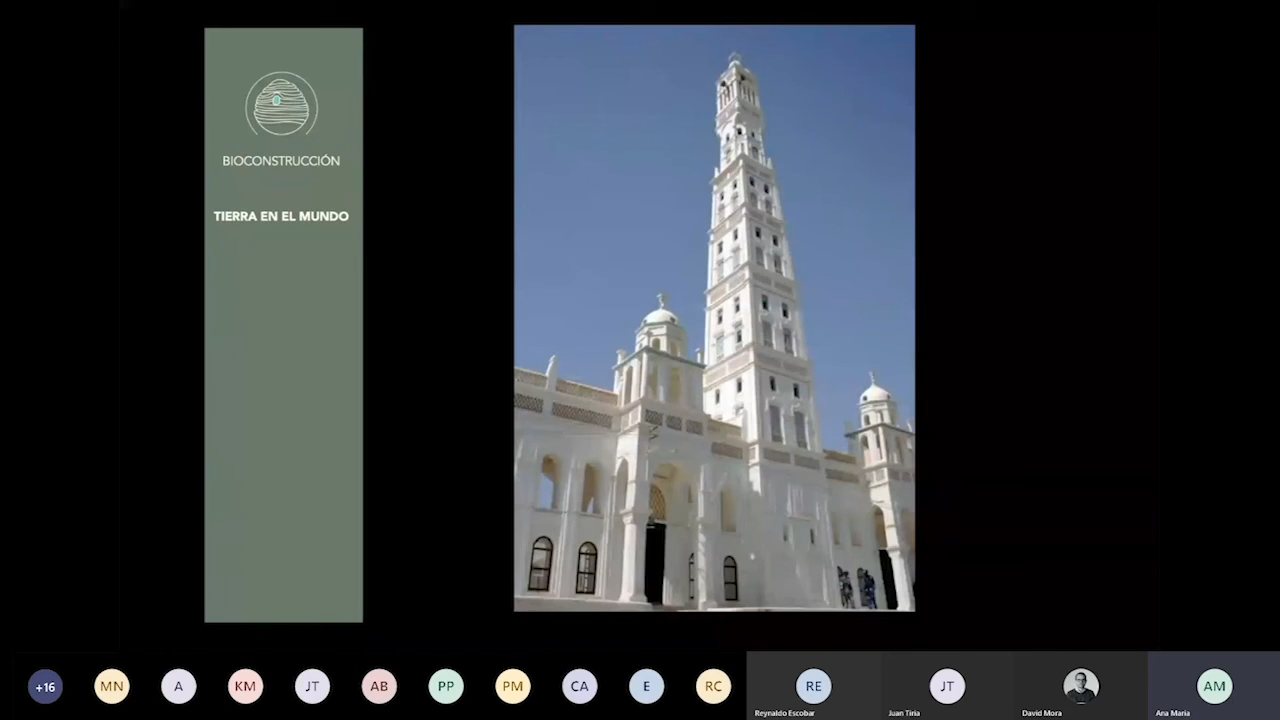 BIOCONSTRUCCIÓN
TIERRA EN EL MUNDO
+16
MN
A
KM
JT
AB
PP
PM
CA
E
RC
RE
JT
AM
Reynaldo Escobar
Juan Tiria
David Mora
Ana Maria